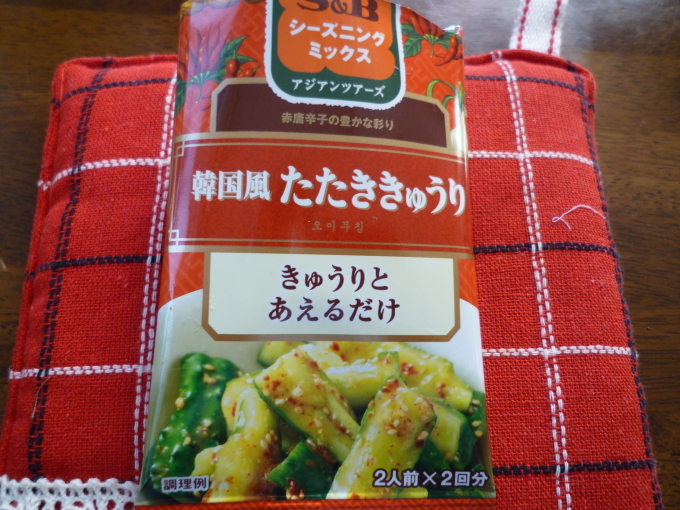 S&B
シーズニング
ミックス
アジアンツアーズ
赤唐辛子の豊かな彩り
韓国風 たたききゅうり
오이무침
きゅうりと
あえるだけ
調理例
2人前×2回分